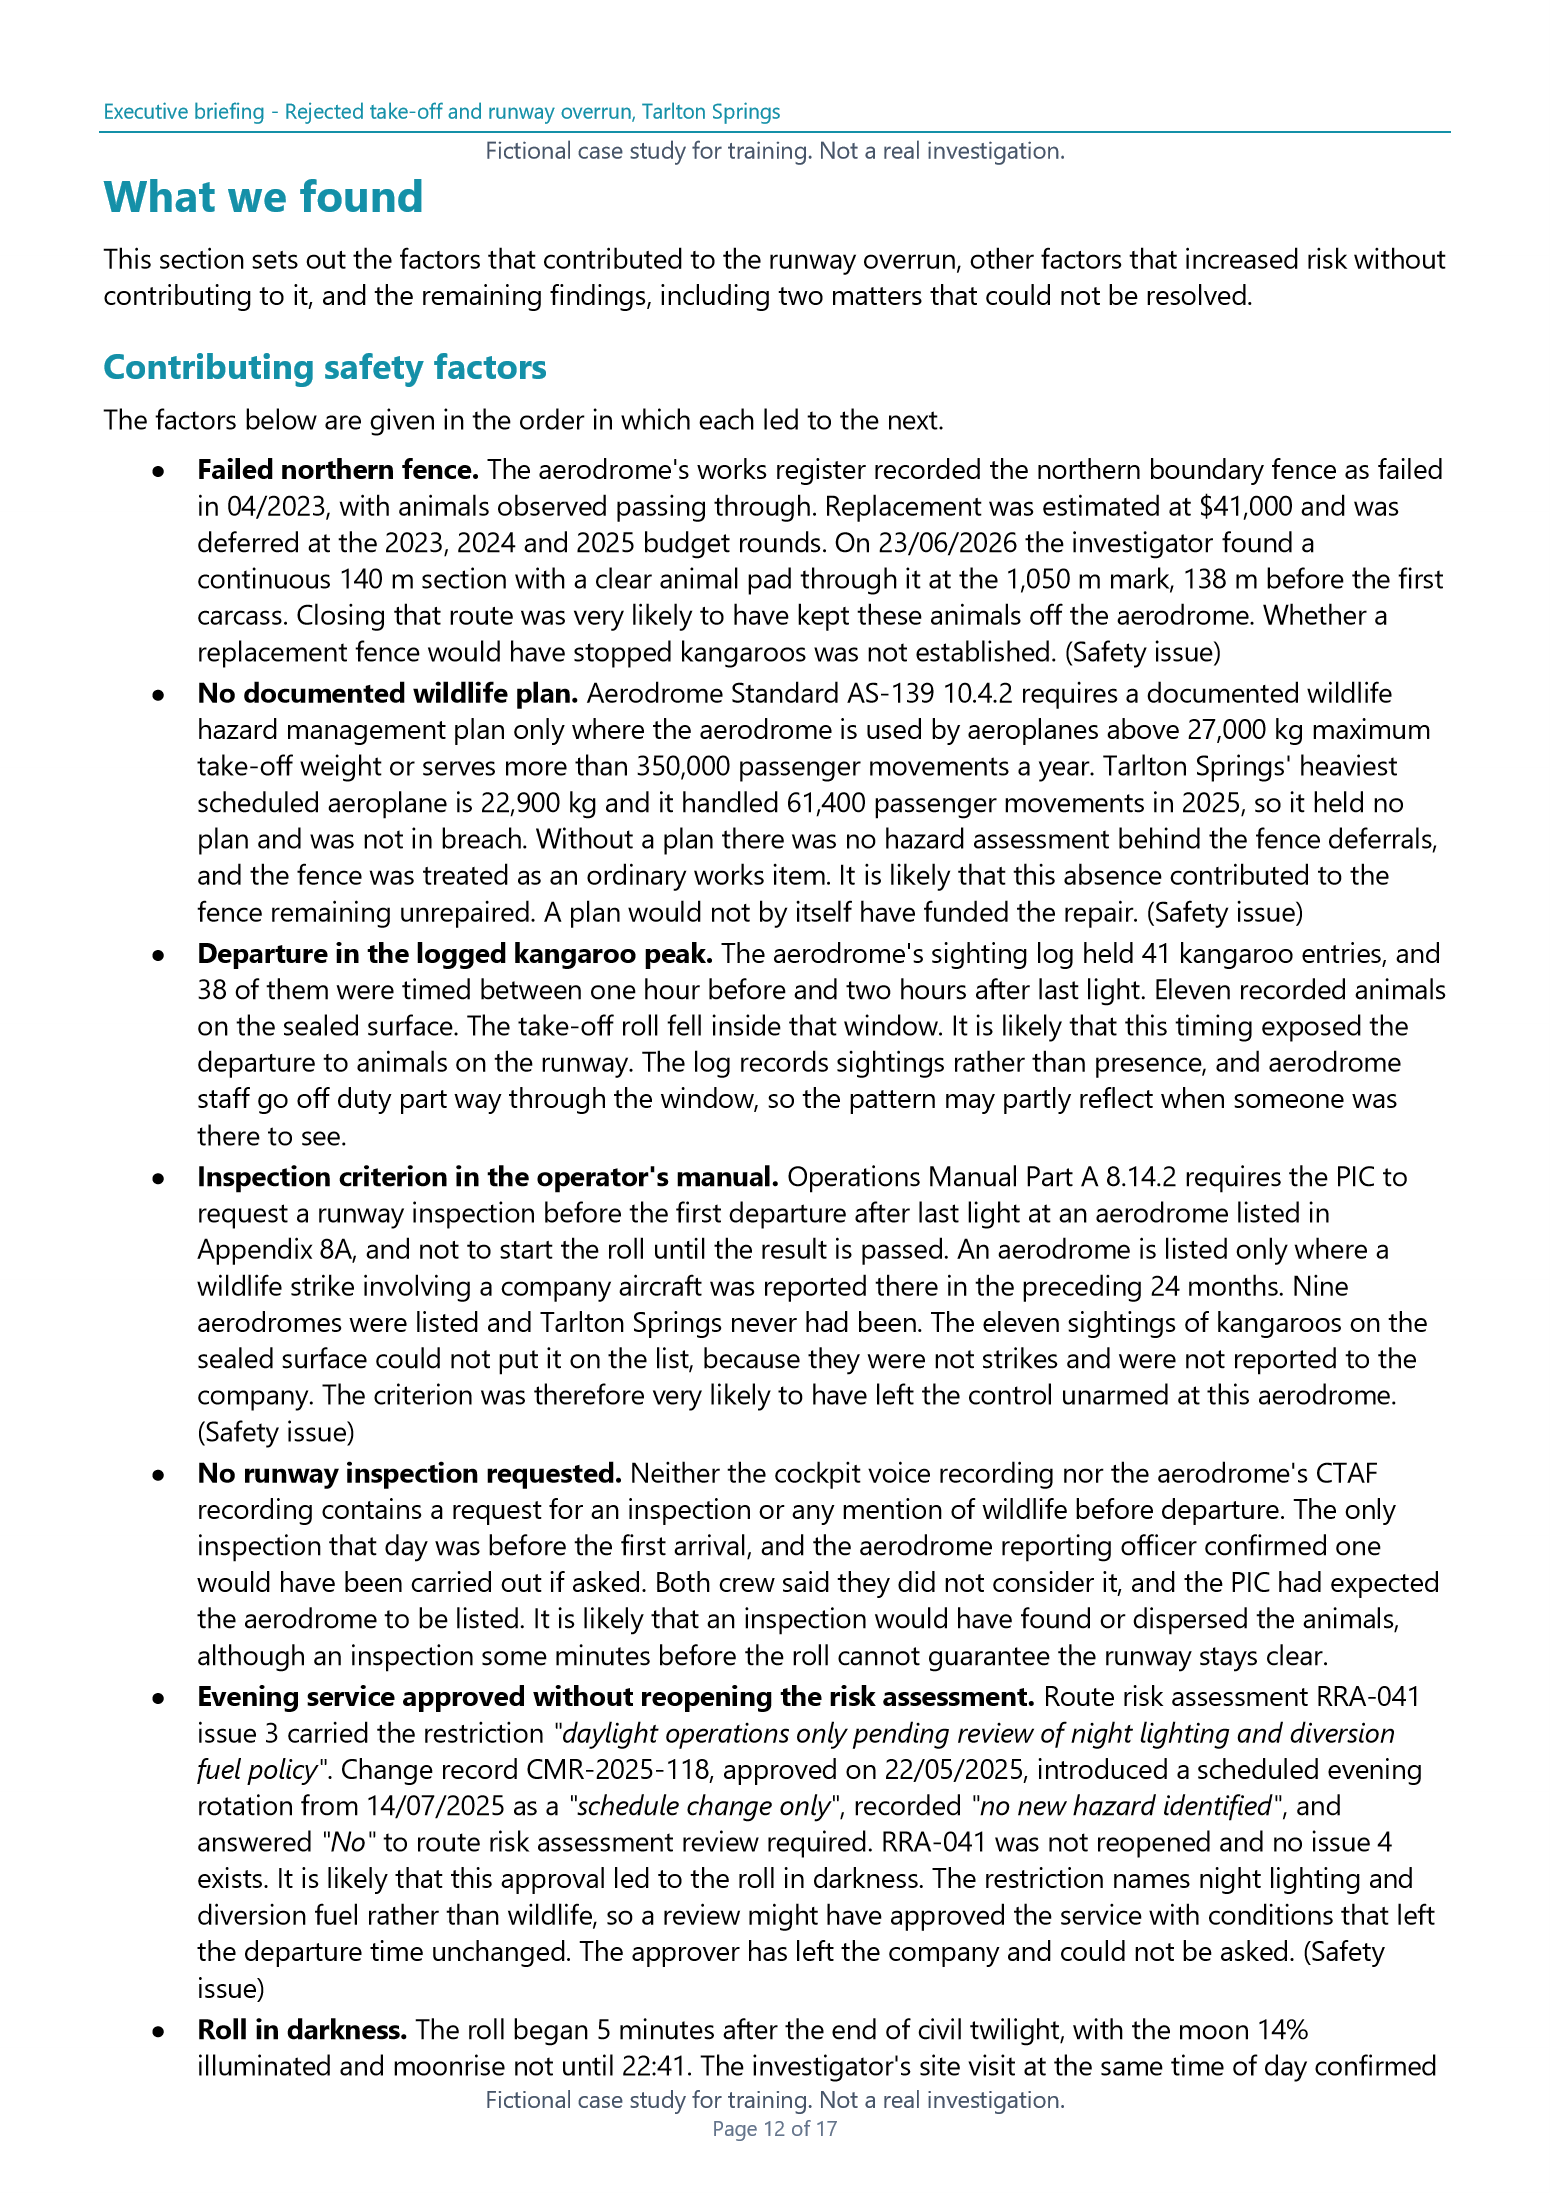 Executive briefing - Rejected take-off and runway overrun, Tarlton Springs
Fictional case study for training. Not a real investigation.
What we found
This section sets out the factors that contributed to the runway overrun, other factors that increased risk without
contributing to it, and the remaining findings, including two matters that could not be resolved.
Contributing safety factors
The factors below are given in the order in which each led to the next.
● Failed northern fence. The aerodrome's works register recorded the northern boundary fence as failed
in 04/2023, with animals observed passing through. Replacement was estimated at $41,000 and was
deferred at the 2023, 2024 and 2025 budget rounds. On 23/06/2026 the investigator found a
continuous 140 m section with a clear animal pad through it at the 1,050 m mark, 138 m before the first
carcass. Closing that route was very likely to have kept these animals off the aerodrome. Whether a
replacement fence would have stopped kangaroos was not established. (Safety issue)
● No documented wildlife plan. Aerodrome Standard AS-139 10.4.2 requires a documented wildlife
hazard management plan only where the aerodrome is used by aeroplanes above 27,000 kg maximum
take-off weight or serves more than 350,000 passenger movements a year. Tarlton Springs' heaviest
scheduled aeroplane is 22,900 kg and it handled 61,400 passenger movements in 2025, so it held no
plan and was not in breach. Without a plan there was no hazard assessment behind the fence deferrals,
and the fence was treated as an ordinary works item. It is likely that this absence contributed to the
fence remaining unrepaired. A plan would not by itself have funded the repair. (Safety issue)
● Departure in the logged kangaroo peak. The aerodrome's sighting log held 41 kangaroo entries, and
38 of them were timed between one hour before and two hours after last light. Eleven recorded animals
on the sealed surface. The take-off roll fell inside that window. It is likely that this timing exposed the
departure to animals on the runway. The log records sightings rather than presence, and aerodrome
staff go off duty part way through the window, so the pattern may partly reflect when someone was
there to see.
● Inspection criterion in the operator's manual. Operations Manual Part A 8.14.2 requires the PIC to
request a runway inspection before the first departure after last light at an aerodrome listed in
Appendix 8A, and not to start the roll until the result is passed. An aerodrome is listed only where a
wildlife strike involving a company aircraft was reported there in the preceding 24 months. Nine
aerodromes were listed and Tarlton Springs never had been. The eleven sightings of kangaroos on the
sealed surface could not put it on the list, because they were not strikes and were not reported to the
company. The criterion was therefore very likely to have left the control unarmed at this aerodrome.
(Safety issue)
● No runway inspection requested. Neither the cockpit voice recording nor the aerodrome's CTAF
recording contains a request for an inspection or any mention of wildlife before departure. The only
inspection that day was before the first arrival, and the aerodrome reporting officer confirmed one
would have been carried out if asked. Both crew said they did not consider it, and the PIC had expected
the aerodrome to be listed. It is likely that an inspection would have found or dispersed the animals,
although an inspection some minutes before the roll cannot guarantee the runway stays clear.
● Evening service approved without reopening the risk assessment. Route risk assessment RRA-041
issue 3 carried the restriction "daylight operations only pending review of night lighting and diversion
fuel policy". Change record CMR-2025-118, approved on 22/05/2025, introduced a scheduled evening
rotation from 14/07/2025 as a "schedule change only", recorded "no new hazard identified", and
answered "No" to route risk assessment review required. RRA-041 was not reopened and no issue 4
exists. It is likely that this approval led to the roll in darkness. The restriction names night lighting and
diversion fuel rather than wildlife, so a review might have approved the service with conditions that left
the departure time unchanged. The approver has left the company and could not be asked. (Safety
issue)
● Roll in darkness. The roll began 5 minutes after the end of civil twilight, with the moon 14%
illuminated and moonrise not until 22:41. The investigator's site visit at the same time of day confirmed
Fictional case study for training. Not a real investigation.
Page 12 of 17